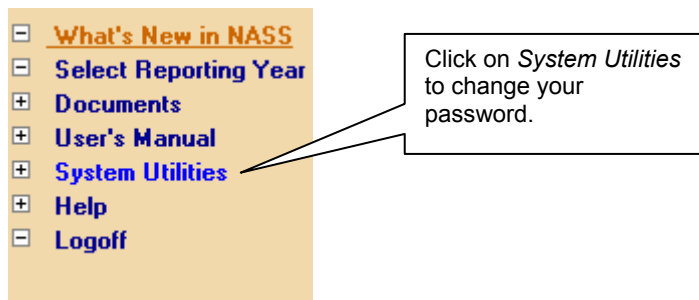 What's New in NASS
Select Reporting Year
Documents
User's Manual
System Utilities
Help
Logoff
Click on System Utilities
to change your
password.